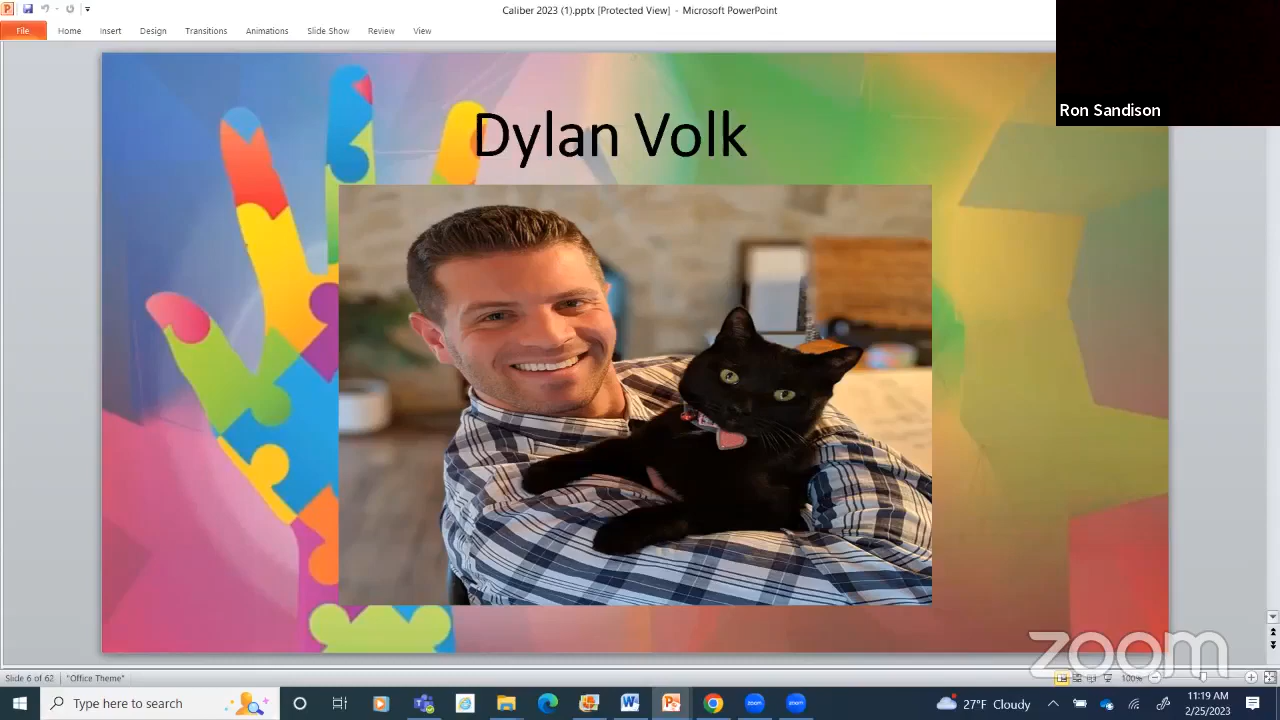 Caliber 2023 (1).pptx [Protected View] - Microsoft PowerPoint
File Home Insert Design Transitions Animations Slide Show Review View
Ron Sandison
Dylan Volk
zoom
Slide 6 of 62 "Office Theme" 100%
Type here to search 27°F Cloudy 11:19 AM
2/25/2023